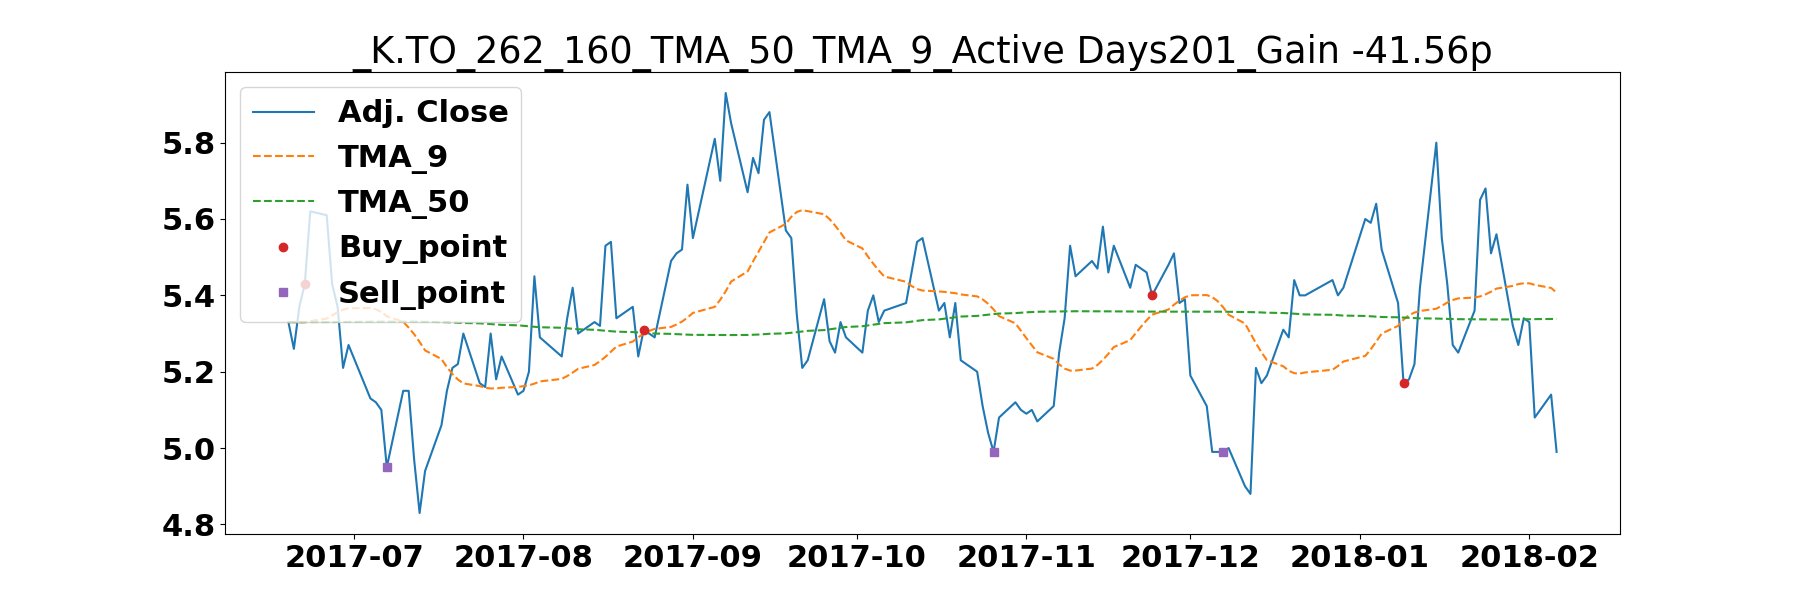 _K.TO_262_160_TMA_50_TMA_9_Active Days201_Gain -41.56p
Adj. Close
TMA_9
TMA_50
Buy_point
Sell_point
5.8
5.6
5.4
5.2
5.0
4.8
2017-07 2017-08 2017-09 2017-10 2017-11 2017-12 2018-01 2018-02